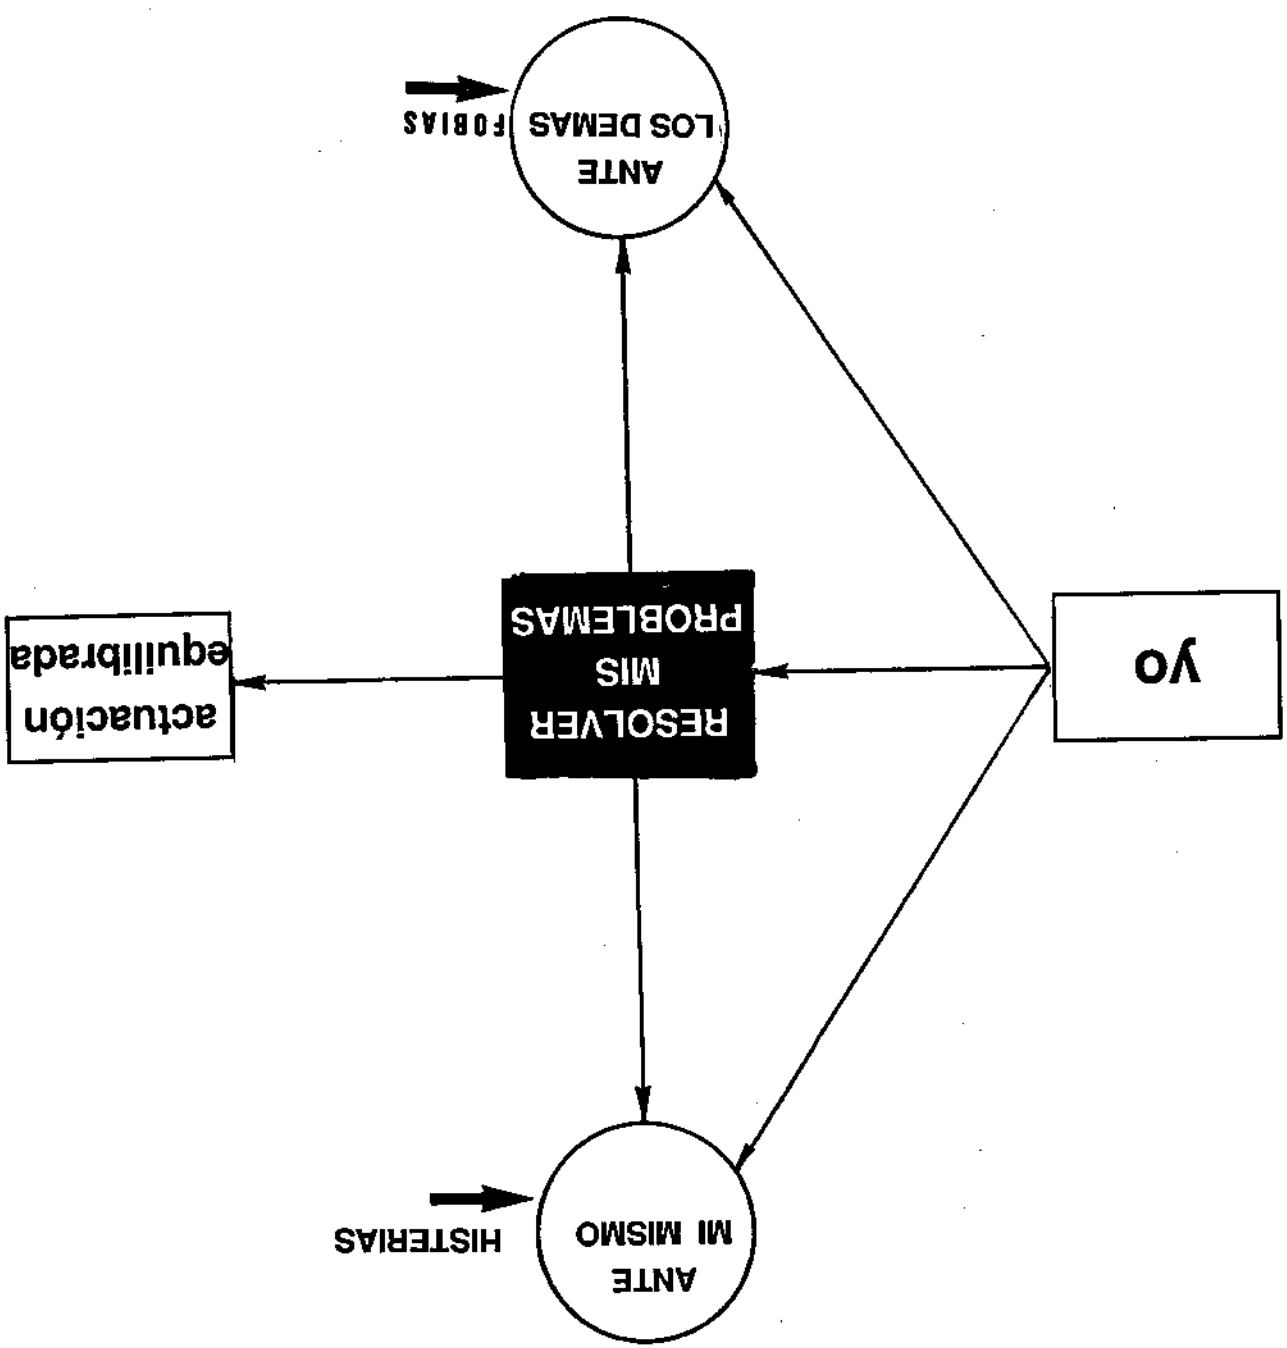 ANTE
MI MISMO
HISTERIAS
yo
RESOLVER
MIS
PROBLEMAS
actuación
equilibrada
ANTE
LOS DEMAS
FOBIAS